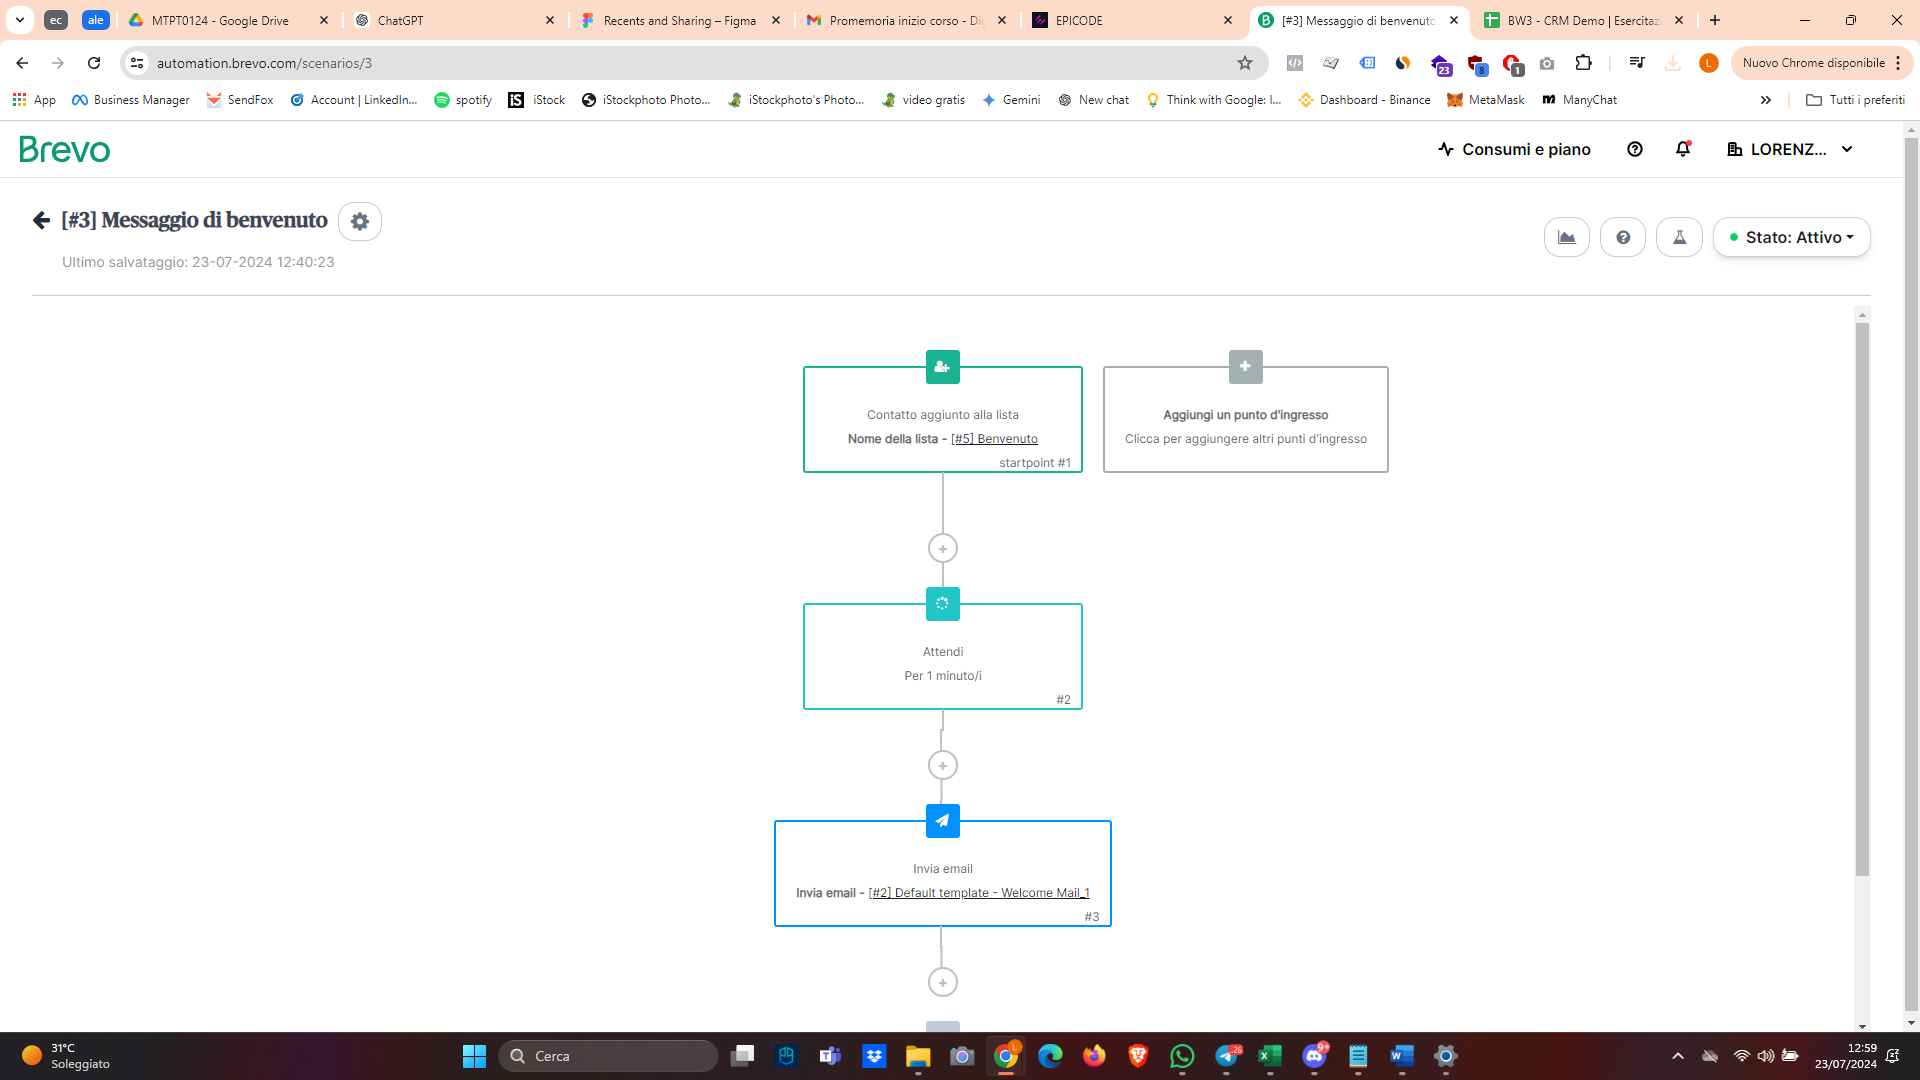 ec
ale
MTPT0124 - Google Drive
ChatGPT
Recents and Sharing – Figma
Promemoria inizio corso - Di
EPICODE
[#3] Messaggio di benvenuto
BW3 - CRM Demo | Esercitaz
automation.brevo.com/scenarios/3
23
8
1
L
Nuovo Chrome disponibile
App
Business Manager
SendFox
Account | LinkedIn...
spotify
iStock
iStockphoto Photo...
iStockphoto's Photo...
video gratis
Gemini
New chat
Think with Google: I...
Dashboard - Binance
MetaMask
ManyChat
Tutti i preferiti
Brevo
Consumi e piano
LORENZ...
[#3] Messaggio di benvenuto
Ultimo salvataggio: 23-07-2024 12:40:23
Stato: Attivo
Contatto aggiunto alla lista
Nome della lista - [#5] Benvenuto
startpoint #1
Aggiungi un punto d'ingresso
Clicca per aggiungere altri punti d'ingresso
Attendi
Per 1 minuto/i
#2
Invia email
Invia email - [#2] Default template - Welcome Mail_1
#3
31°C
Soleggiato
Cerca
L
26
9+
12:59
23/07/2024